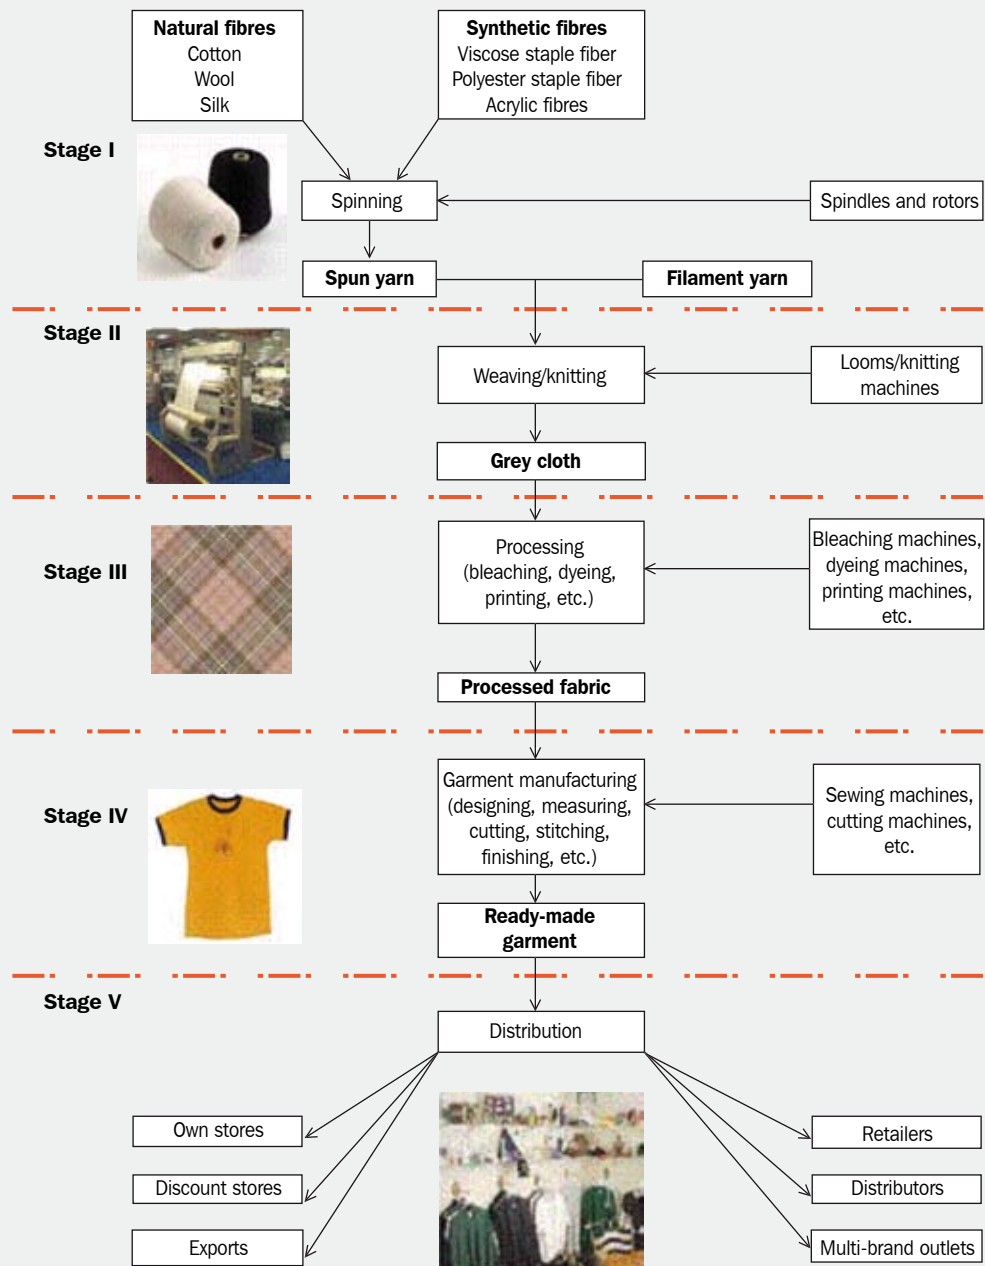 Natural fibres
Cotton
Wool
Silk
Synthetic fibres
Viscose staple fiber
Polyester staple fiber
Acrylic fibres
Stage I
Spinning
Spindles and rotors
Spun yarn
Filament yarn
Stage II
Weaving/knitting
Looms/knitting
machines
Grey cloth
Stage III
Processing
(bleaching, dyeing,
printing, etc.)
Bleaching machines,
dyeing machines,
printing machines,
etc.
Processed fabric
Stage IV
Garment manufacturing
(designing, measuring,
cutting, stitching,
finishing, etc.)
Sewing machines,
cutting machines,
etc.
Ready-made
garment
Stage V
Distribution
Own stores
Discount stores
Exports
Retailers
Distributors
Multi-brand outlets